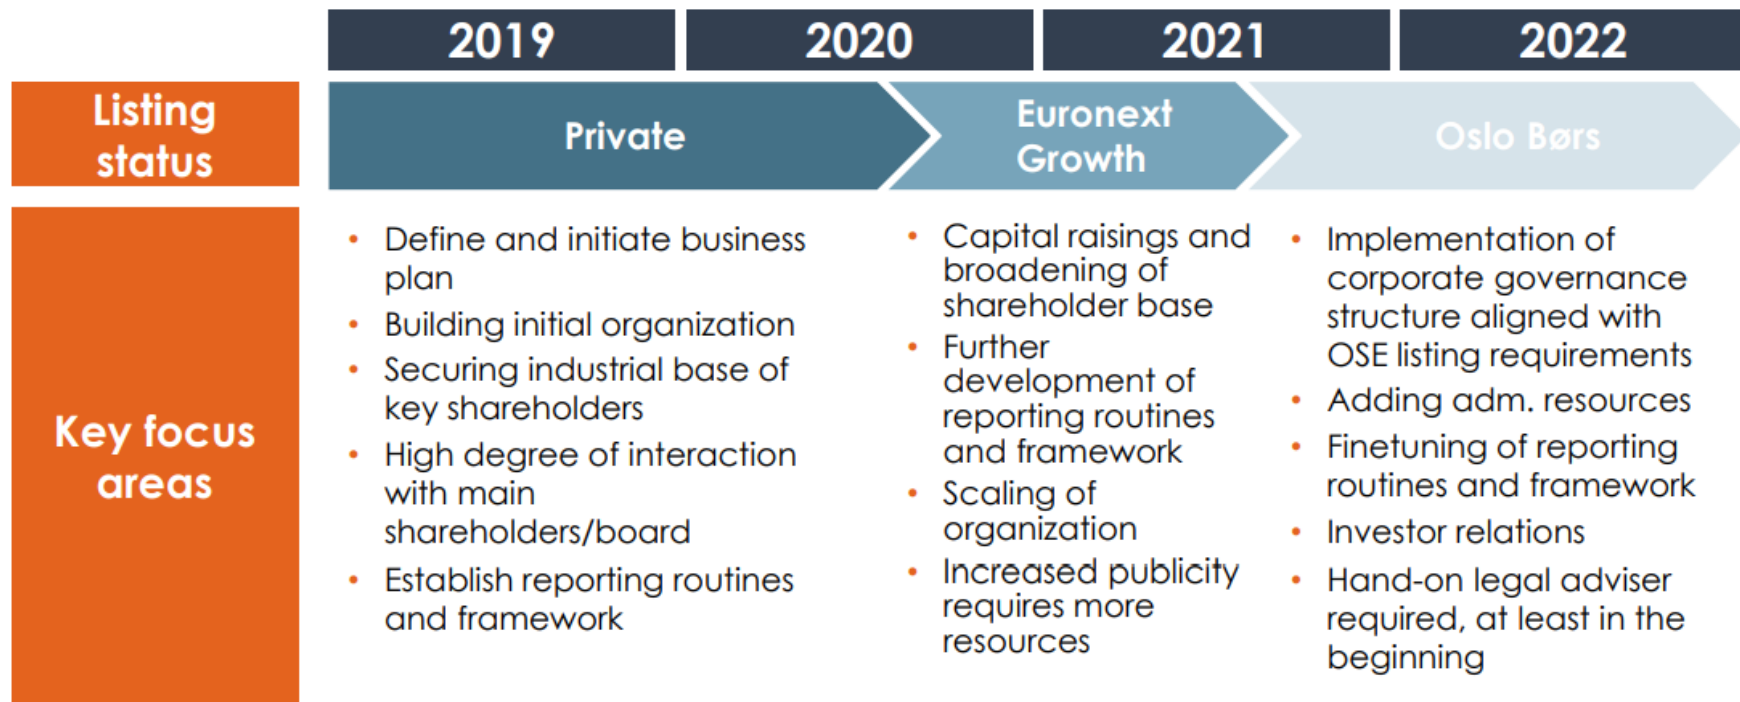 2019
2020
2021
2022
Listing
status
Private
Euronext
Growth
Oslo Børs
Key focus
areas
• Define and initiate business
plan
• Building initial organization
• Securing industrial base of
key shareholders
• High degree of interaction
with main
shareholders/board
• Establish reporting routines
and framework
• Capital raisings and
broadening of
shareholder base
• Further
development of
reporting routines
and framework
• Scaling of
organization
• Increased publicity
requires more
resources
• Implementation of
corporate governance
structure aligned with
OSE listing requirements
• Adding adm. resources
• Finetuning of reporting
routines and framework
• Investor relations
• Hand-on legal adviser
required, at least in the
beginning